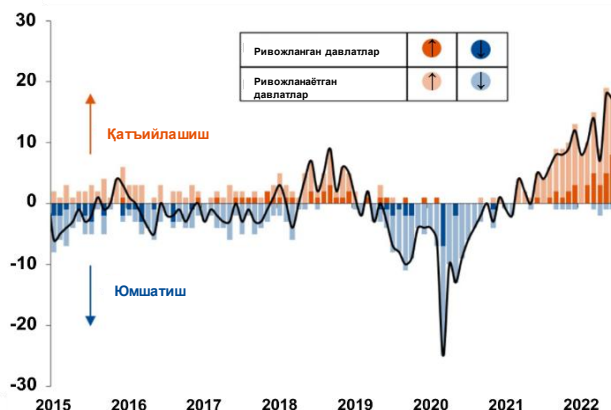 30
Ривожланган давлатлар ↑ ↓
20
Ривожланаётган
давлатлар ↑ ↓
Қатъийлашиш
10
0
-10
Юмшатиш
-20
-30
2015 2016 2017 2018 2019 2020 2021 2022